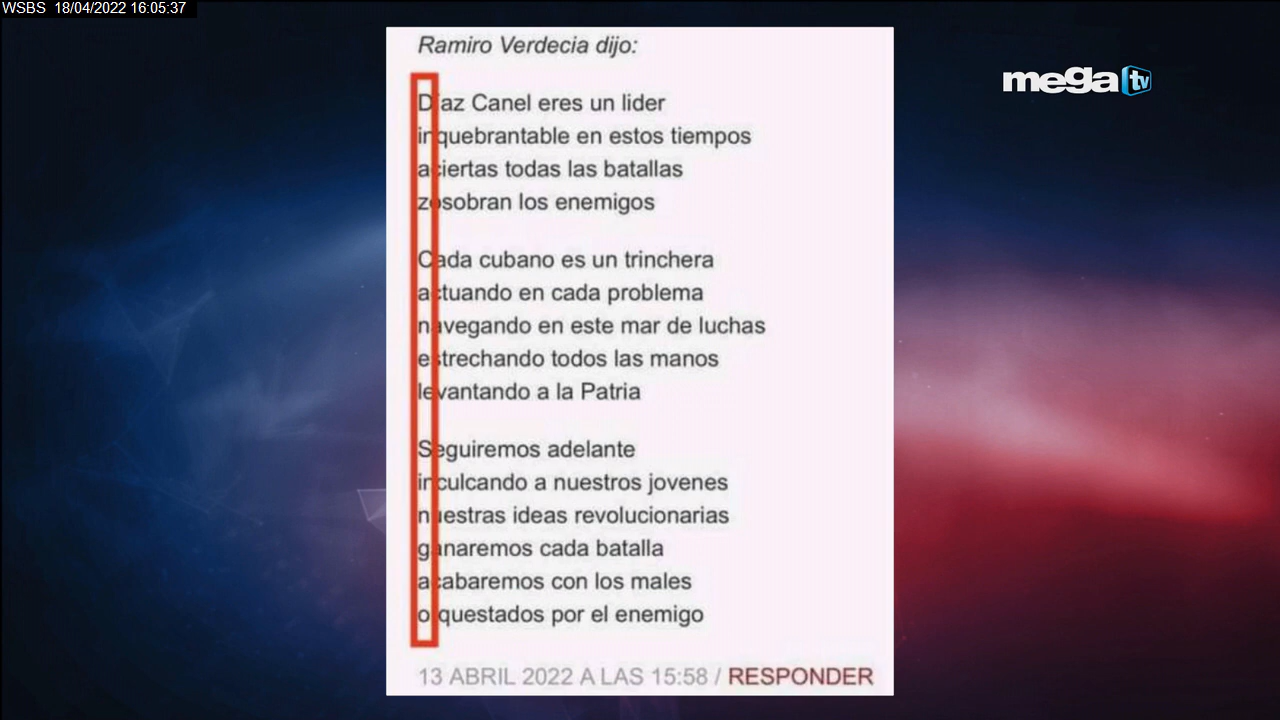 WSBS 18/04/2022 16:05:37
mega tv
Ramiro Verdecia dijo:
Díaz Canel eres un lider
inquebrantable en estos tiempos
aciertas todas las batallas
zosobran los enemigos
Cada cubano es un trinchera
actuando en cada problema
navegando en este mar de luchas
estrechando todos las manos
levantando a la Patria
Seguiremos adelante
inculcando a nuestros jovenes
nuestras ideas revolucionarias
ganaremos cada batalla
acabaremos con los males
orquestados por el enemigo
13 ABRIL 2022 A LAS 15:58 / RESPONDER